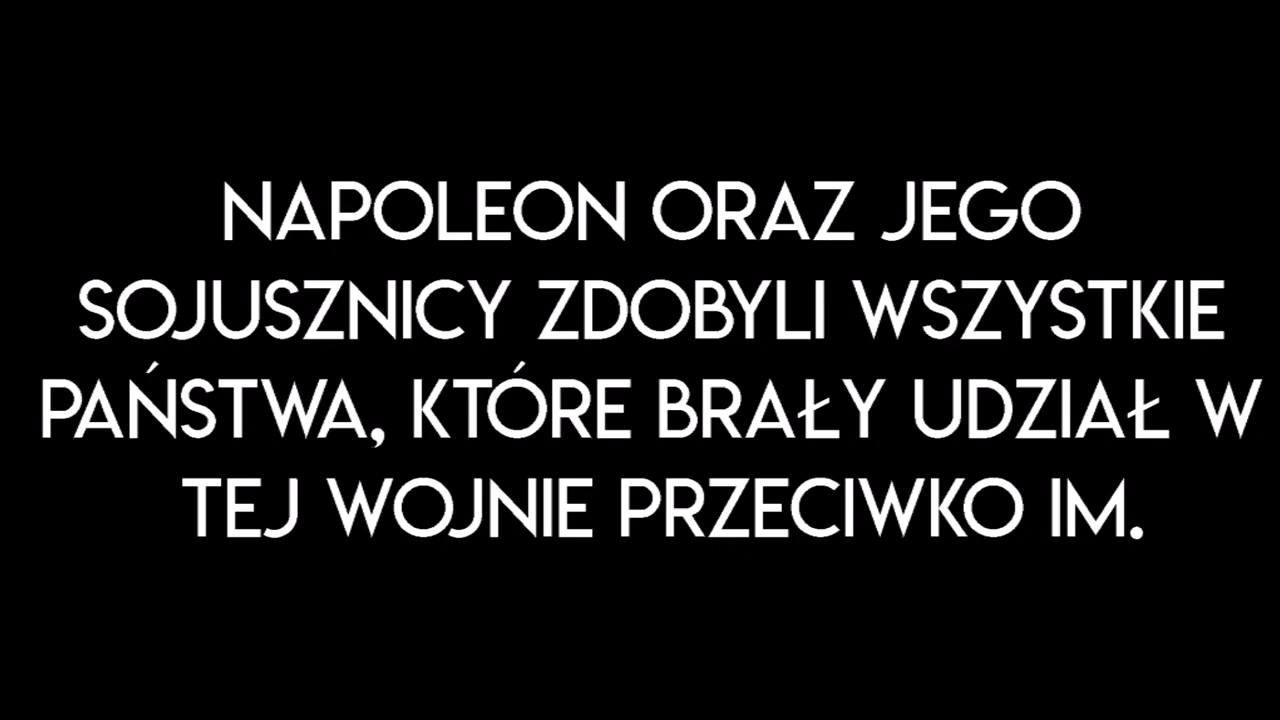 NAPOLEON ORAZ JEGO
SOJUSZNICY ZDOBYLI WSZYSTKIE
PAŃSTWA, KTÓRE BRAŁY UDZIAŁ W
TEJ WOJNIE PRZECIWKO IM.